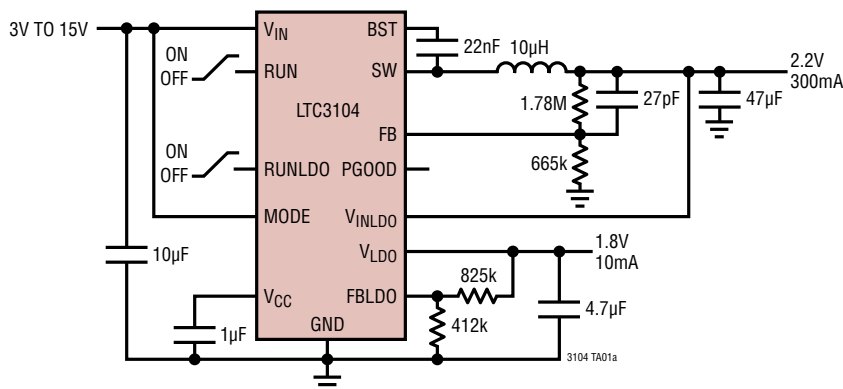 3V TO 15V
ON
OFF
ON
OFF
10µF
1µF
VIN
RUN
LTC3104
RUNLDO
MODE
VCC
GND
BST
SW
FB
PGOOD
VINLDO
VLDO
FBLDO
22nF
10µH
1.78M
27pF
47µF
2.2V
300mA
665k
1.8V
10mA
825k
412k
4.7µF
3104 TA01a